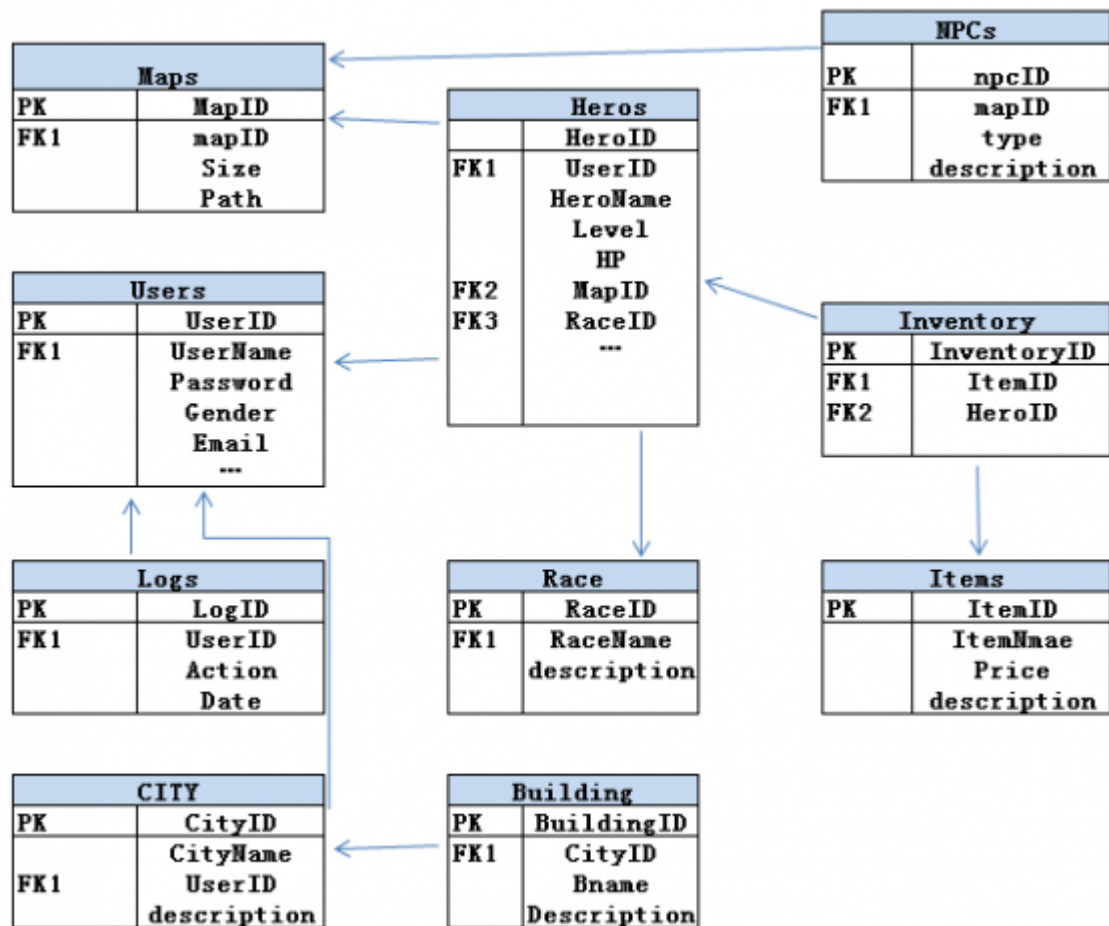 Maps
PK MapID
FK1 mapID
Size
Path
Users
PK UserID
FK1 UserName
Password
Gender
Email
---
Logs
PK LogID
FK1 UserID
Action
Date
CITY
PK CityID
CityName
FK1 UserID
description
Heros
HeroID
FK1 UserID
HeroName
Level
HP
FK2 MapID
FK3 RaceID
---
Race
PK RaceID
FK1 RaceName
description
Building
PK BuildingID
FK1 CityID
Bname
Description
NPCs
PK npcID
FK1 mapID
type
description
Inventory
PK InventoryID
FK1 ItemID
FK2 HeroID
Items
PK ItemID
ItemNmae
Price
description